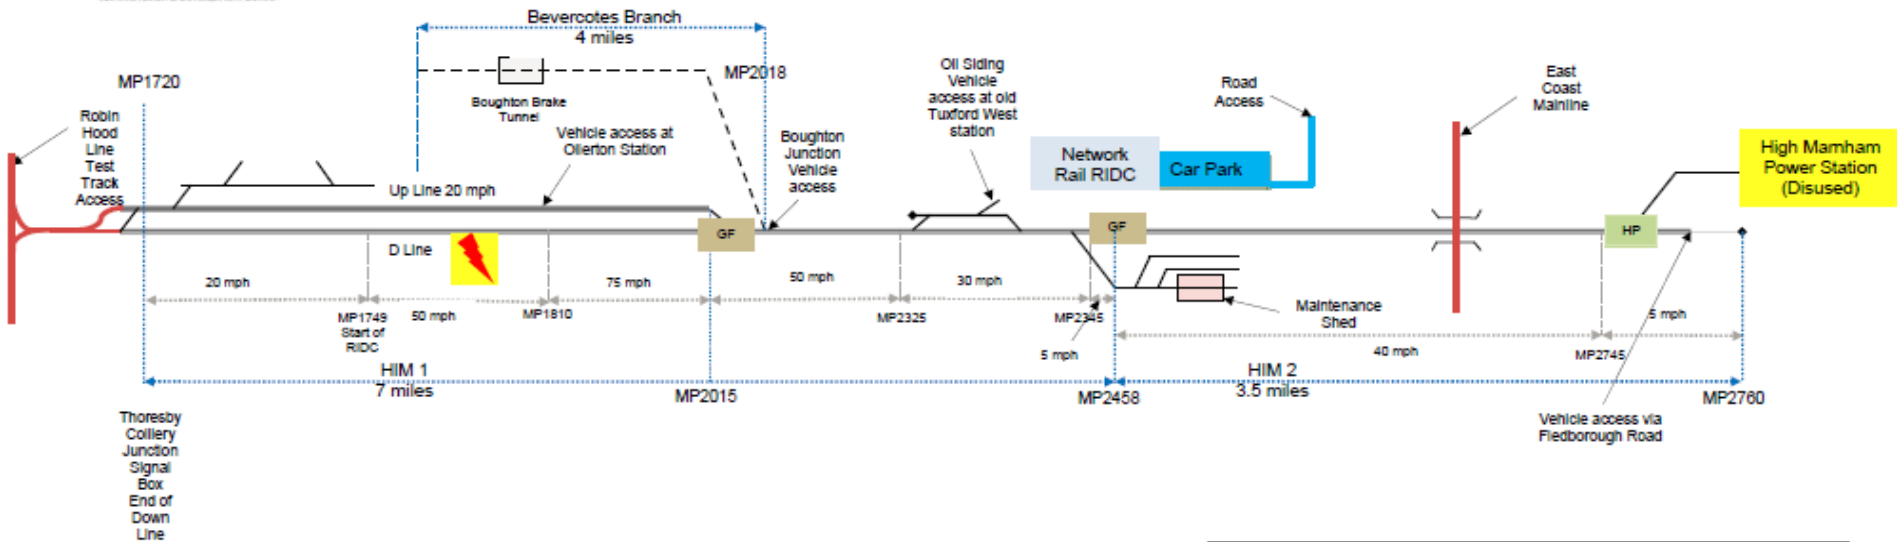 Bevercotes Branch
4 miles
MP1720
MP2018
Robin
Hood
Line
Test
Track
Access
Boughton Brake
Tunnel
Vehicle access at
Ollerton Station
Up Line 20 mph
Boughton
Junction
Vehicle
access
Oil Siding
Vehicle
access at old
Tuxford West
station
Network
Rail RIDC
Car Park
Road
Access
East
Coast
Mainline
High Marnham
Power Station
(Disused)
GF
GF
HP
D Line
20 mph
MP1749
Start of
RIDC
50 mph
MP1810
75 mph
50 mph
MP2325
30 mph
MP2345
5 mph
Maintenance
Shed
40 mph
MP2745
5 mph
HIM 1
7 miles
MP2015
MP2458
HIM 2
3.5 miles
MP2760
Vehicle access via
Fledborough Road
Thoresby
Colliery
Junction
Signal
Box
End of
Down
Line